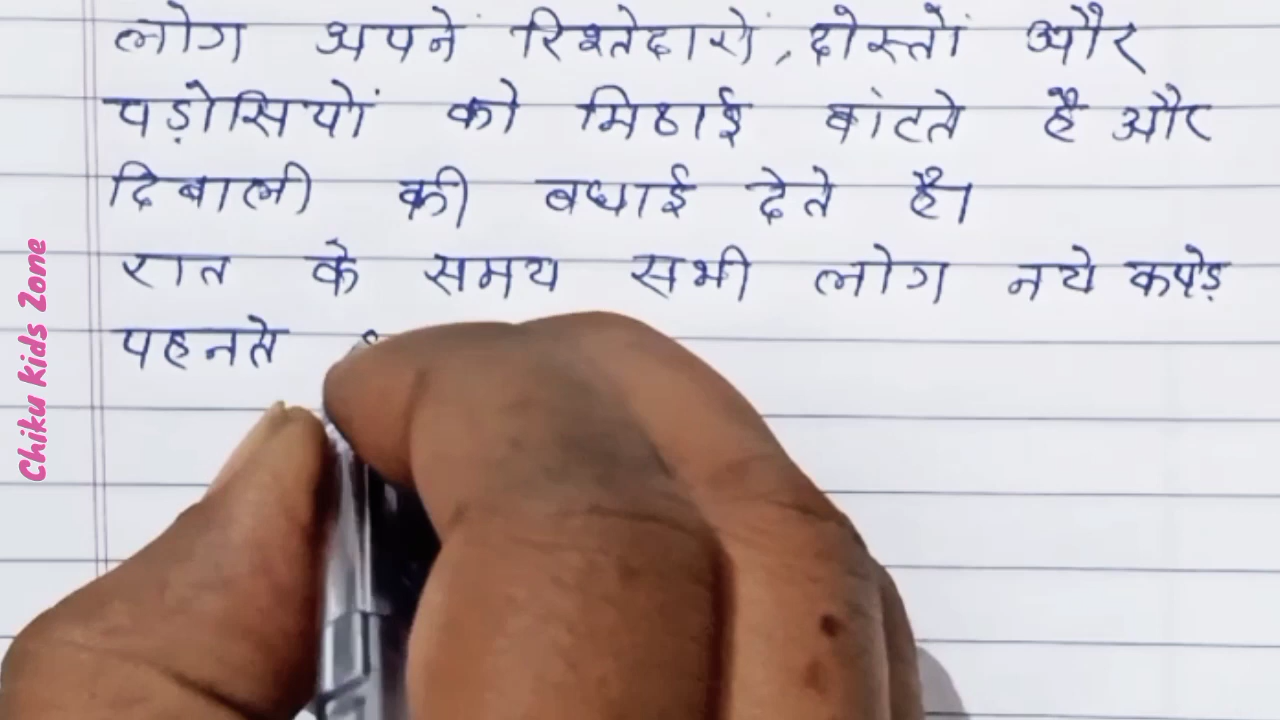 लोग अपने रिश्तेदारों, दोस्तों और
पड़ोसियों को मिठाई बांटते है और
दिबाली की बधाई देते है।
रात के समय सभी लोग नये कपड़े
पहनते
Chiku Kids Zone